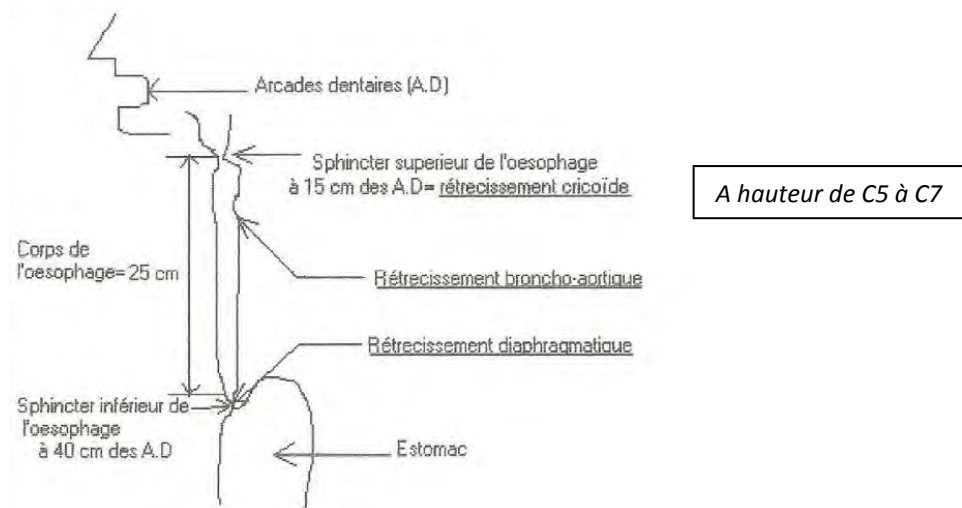 Arcades dentaires (A.D)
Sphincter superieur de l'oesophage
à 15 cm des A.D= rétrecissement cricoïde
A hauteur de C5 à C7
Corps de
l'oesophage= 25 cm
Rétrecissement broncho-aortique
Rétrecissement diaphragmatique
Sphincter inférieur de
l'oesophage
à 40 cm des A.D
Estomac